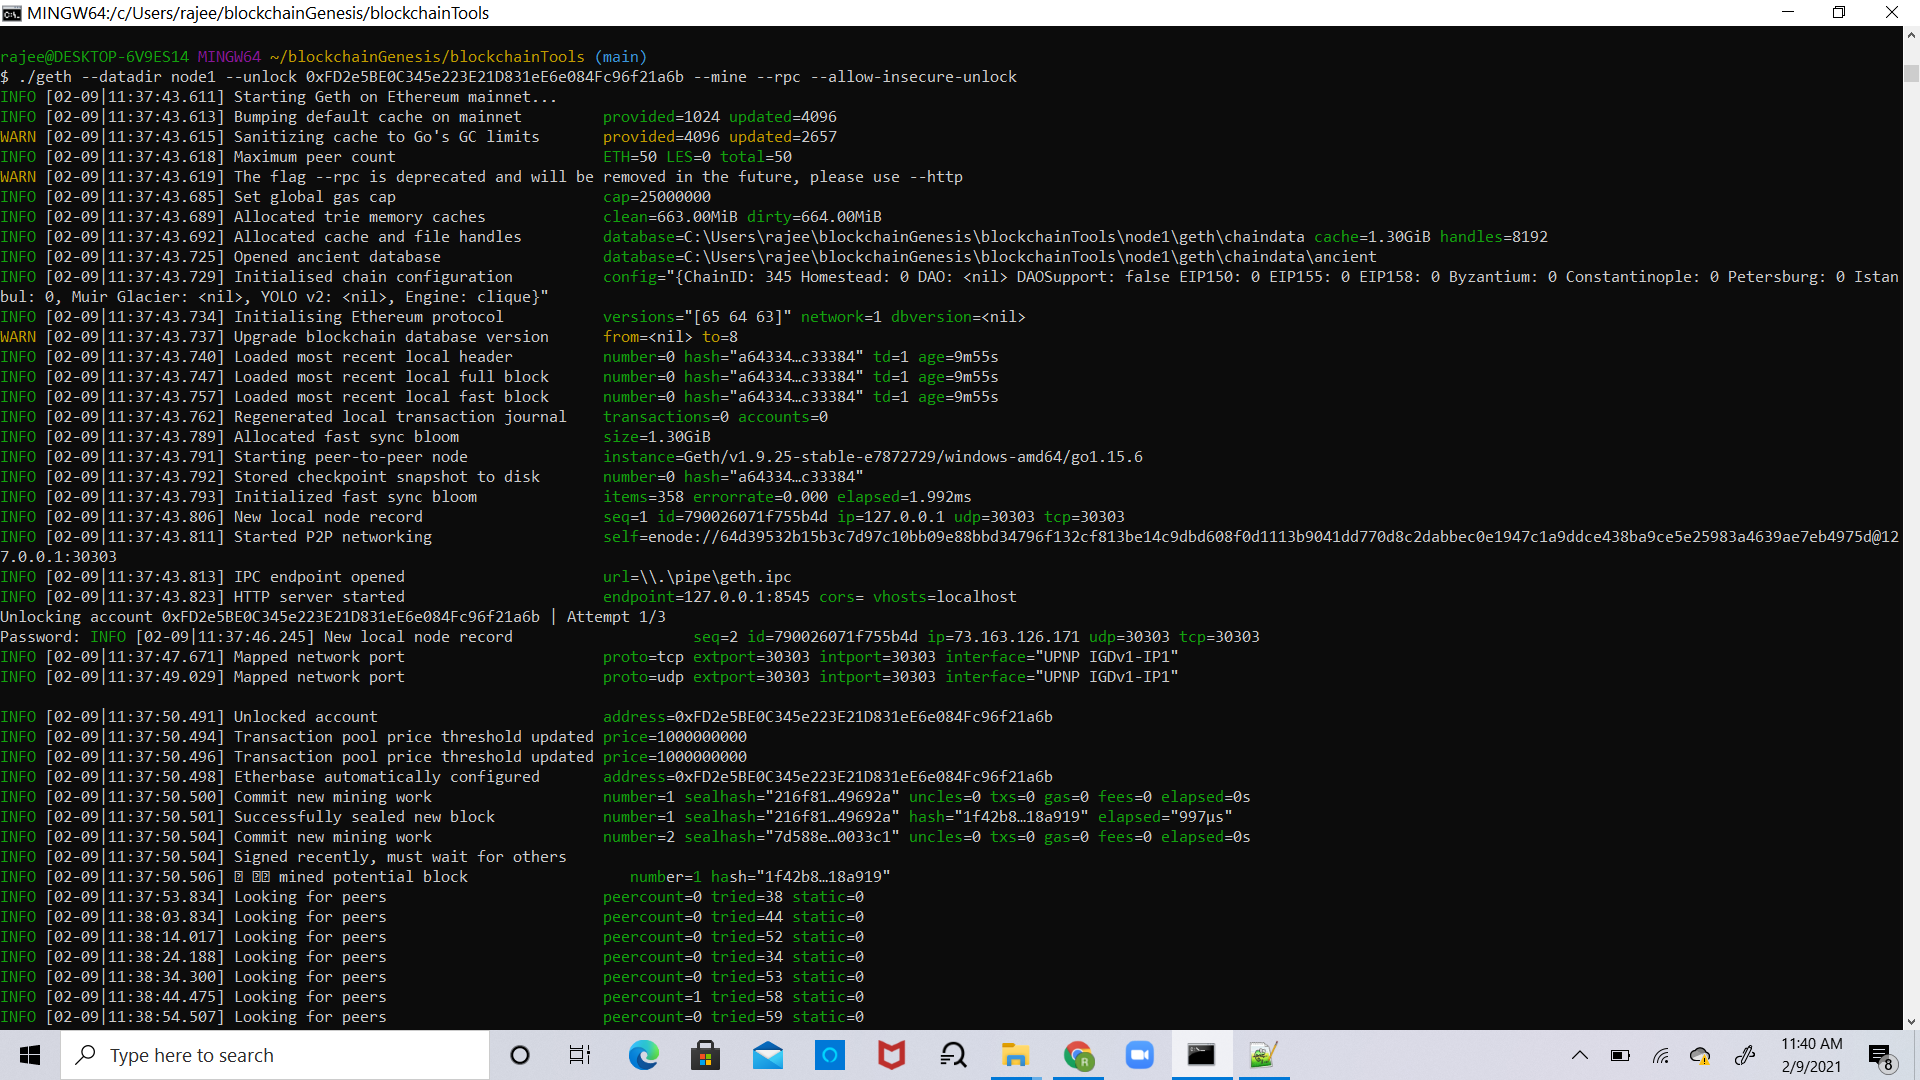 MINGW64:/c/Users/rajee/blockchainGenesis/blockchainTools
rajee@DESKTOP-6V9ES14 MINGW64 ~/blockchainGenesis/blockchainTools (main)
$ ./geth --datadir node1 --unlock 0xFD2e5BE0C345e223E21D831eE6e084Fc96f21a6b --mine --rpc --allow-insecure-unlock
INFO [02-09|11:37:43.611] Starting Geth on Ethereum mainnet...
INFO [02-09|11:37:43.613] Bumping default cache on mainnet provided=1024 updated=4096
WARN [02-09|11:37:43.615] Sanitizing cache to Go's GC limits provided=4096 updated=2657
INFO [02-09|11:37:43.618] Maximum peer count ETH=50 LES=0 total=50
WARN [02-09|11:37:43.619] The flag --rpc is deprecated and will be removed in the future, please use --http
INFO [02-09|11:37:43.685] Set global gas cap cap=25000000
INFO [02-09|11:37:43.689] Allocated trie memory caches clean=663.00MiB dirty=664.00MiB
INFO [02-09|11:37:43.692] Allocated cache and file handles database=C:\Users\rajee\blockchainGenesis\blockchainTools\node1\geth\chaindata cache=1.30GiB handles=8192
INFO [02-09|11:37:43.725] Opened ancient database database=C:\Users\rajee\blockchainGenesis\blockchainTools\node1\geth\chaindata\ancient
INFO [02-09|11:37:43.729] Initialised chain configuration config="{ChainID: 345 Homestead: 0 DAO: <nil> DAOSupport: false EIP150: 0 EIP155: 0 EIP158: 0 Byzantium: 0 Constantinople: 0 Petersburg: 0 Istan
bul: 0, Muir Glacier: <nil>, YOLO v2: <nil>, Engine: clique}"
INFO [02-09|11:37:43.734] Initialising Ethereum protocol versions="[65 64 63]" network=1 dbversion=<nil>
WARN [02-09|11:37:43.737] Upgrade blockchain database version from=<nil> to=8
INFO [02-09|11:37:43.740] Loaded most recent local header number=0 hash="a64334…c33384" td=1 age=9m55s
INFO [02-09|11:37:43.747] Loaded most recent local full block number=0 hash="a64334…c33384" td=1 age=9m55s
INFO [02-09|11:37:43.757] Loaded most recent local fast block number=0 hash="a64334…c33384" td=1 age=9m55s
INFO [02-09|11:37:43.762] Regenerated local transaction journal transactions=0 accounts=0
INFO [02-09|11:37:43.789] Allocated fast sync bloom size=1.30GiB
INFO [02-09|11:37:43.791] Starting peer-to-peer node instance=Geth/v1.9.25-stable-e7872729/windows-amd64/go1.15.6
INFO [02-09|11:37:43.792] Stored checkpoint snapshot to disk number=0 hash="a64334…c33384"
INFO [02-09|11:37:43.793] Initialized fast sync bloom items=358 errorrate=0.000 elapsed=1.992ms
INFO [02-09|11:37:43.806] New local node record seq=1 id=790026071f755b4d ip=127.0.0.1 udp=30303 tcp=30303
INFO [02-09|11:37:43.811] Started P2P networking self=enode://64d39532b15b3c7d97c10bb09e88bbd34796f132cf813be14c9dbd608f0d1113b9041dd770d8c2dabbec0e1947c1a9ddce438ba9ce5e25983a4639ae7eb4975d@12
7.0.0.1:30303
INFO [02-09|11:37:43.813] IPC endpoint opened url=\\.\pipe\geth.ipc
INFO [02-09|11:37:43.823] HTTP server started endpoint=127.0.0.1:8545 cors= vhosts=localhost
Unlocking account 0xFD2e5BE0C345e223E21D831eE6e084Fc96f21a6b | Attempt 1/3
Password: INFO [02-09|11:37:46.245] New local node record seq=2 id=790026071f755b4d ip=73.163.126.171 udp=30303 tcp=30303
INFO [02-09|11:37:47.671] Mapped network port proto=tcp extport=30303 intport=30303 interface="UPNP IGDv1-IP1"
INFO [02-09|11:37:49.029] Mapped network port proto=udp extport=30303 intport=30303 interface="UPNP IGDv1-IP1"
INFO [02-09|11:37:50.491] Unlocked account address=0xFD2e5BE0C345e223E21D831eE6e084Fc96f21a6b
INFO [02-09|11:37:50.494] Transaction pool price threshold updated price=1000000000
INFO [02-09|11:37:50.496] Transaction pool price threshold updated price=1000000000
INFO [02-09|11:37:50.498] Etherbase automatically configured address=0xFD2e5BE0C345e223E21D831eE6e084Fc96f21a6b
INFO [02-09|11:37:50.500] Commit new mining work number=1 sealhash="216f81…49692a" uncles=0 txs=0 gas=0 fees=0 elapsed=0s
INFO [02-09|11:37:50.501] Successfully sealed new block number=1 sealhash="216f81…49692a" hash="1f42b8…18a919" elapsed="997µs"
INFO [02-09|11:37:50.504] Commit new mining work number=2 sealhash="7d588e…0033c1" uncles=0 txs=0 gas=0 fees=0 elapsed=0s
INFO [02-09|11:37:50.504] Signed recently, must wait for others
INFO [02-09|11:37:50.506] mined potential block number=1 hash="1f42b8…18a919"
INFO [02-09|11:37:53.834] Looking for peers peercount=0 tried=38 static=0
INFO [02-09|11:38:03.834] Looking for peers peercount=0 tried=44 static=0
INFO [02-09|11:38:14.017] Looking for peers peercount=0 tried=52 static=0
INFO [02-09|11:38:24.188] Looking for peers peercount=0 tried=34 static=0
INFO [02-09|11:38:34.300] Looking for peers peercount=0 tried=53 static=0
INFO [02-09|11:38:44.475] Looking for peers peercount=1 tried=58 static=0
INFO [02-09|11:38:54.507] Looking for peers peercount=0 tried=59 static=0
Type here to search
11:40 AM
2/9/2021
8